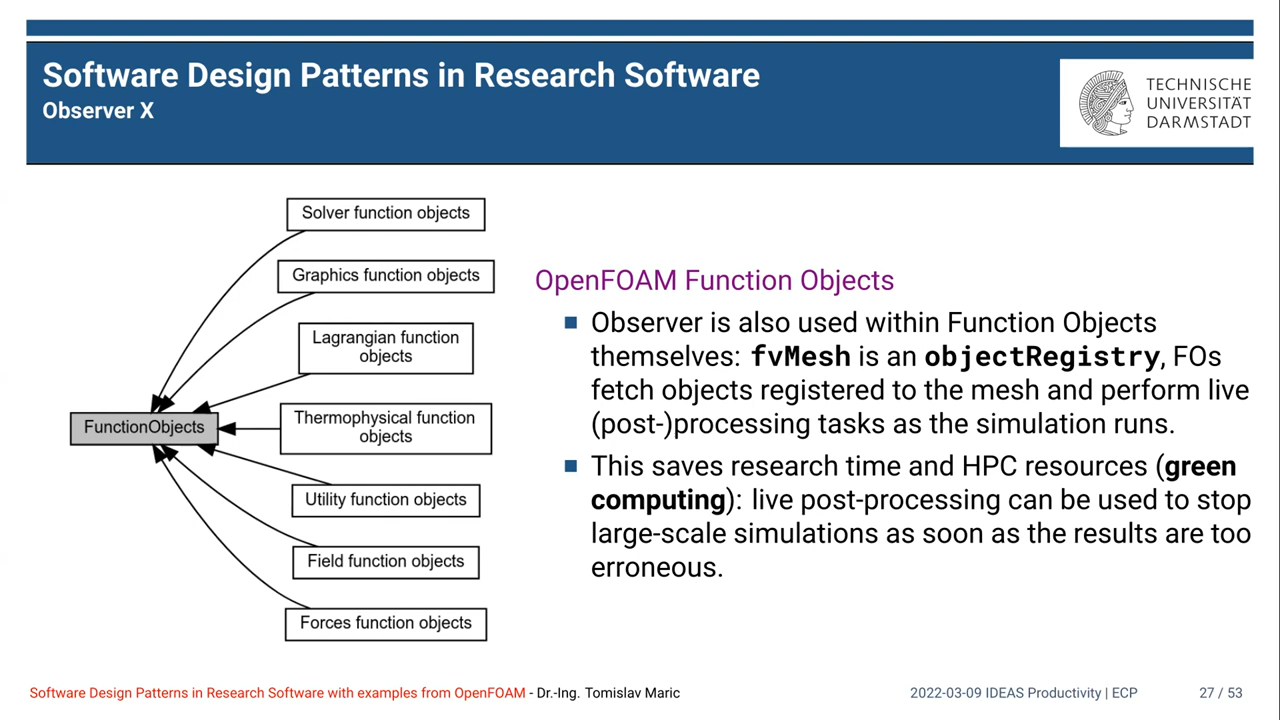 Software Design Patterns in Research Software
Observer X
TECHNISCHE
UNIVERSITÄT
DARMSTADT
Solver function objects
Graphics function objects
Lagrangian function
objects
FunctionObjects
Thermophysical function
objects
Utility function objects
Field function objects
Forces function objects
OpenFOAM Function Objects
Observer is also used within Function Objects
themselves: fvMesh is an objectRegistry, FOs
fetch objects registered to the mesh and perform live
(post-)processing tasks as the simulation runs.
This saves research time and HPC resources (green
computing): live post-processing can be used to stop
large-scale simulations as soon as the results are too
erroneous.
Software Design Patterns in Research Software with examples from OpenFOAM - Dr.-Ing. Tomislav Maric
2022-03-09 IDEAS Productivity | ECP
27 / 53